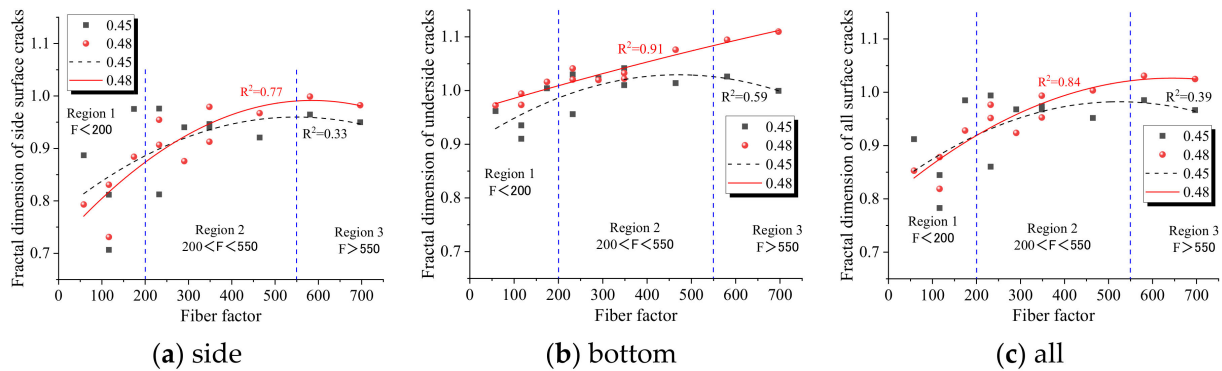 Fractal dimension of side surface cracks
1.1
1.0
0.9
0.8
0.7
0.45
0.48
0.45
0.48
Region 1
F<200
R²=0.77
R²=0.33
Region 2
200<F<550
Region 3
F>550
0 100 200 300 400 500 600 700
Fiber factor
(a) side
Fractal dimension of underside cracks
1.1
1.0
0.9
0.8
0.7
R²=0.91
R²=0.59
Region 1
F<200
0.45
0.48
0.45
0.48
Region 2
200<F<550
Region 3
F>550
0 100 200 300 400 500 600 700
Fiber factor
(b) bottom
Fractal dimension of all surface cracks
1.1
1.0
0.9
0.8
0.7
R²=0.84
R²=0.39
Region 1
F<200
0.45
0.48
0.45
0.48
Region 2
200<F<550
Region 3
F>550
0 100 200 300 400 500 600 700
Fiber factor
(c) all